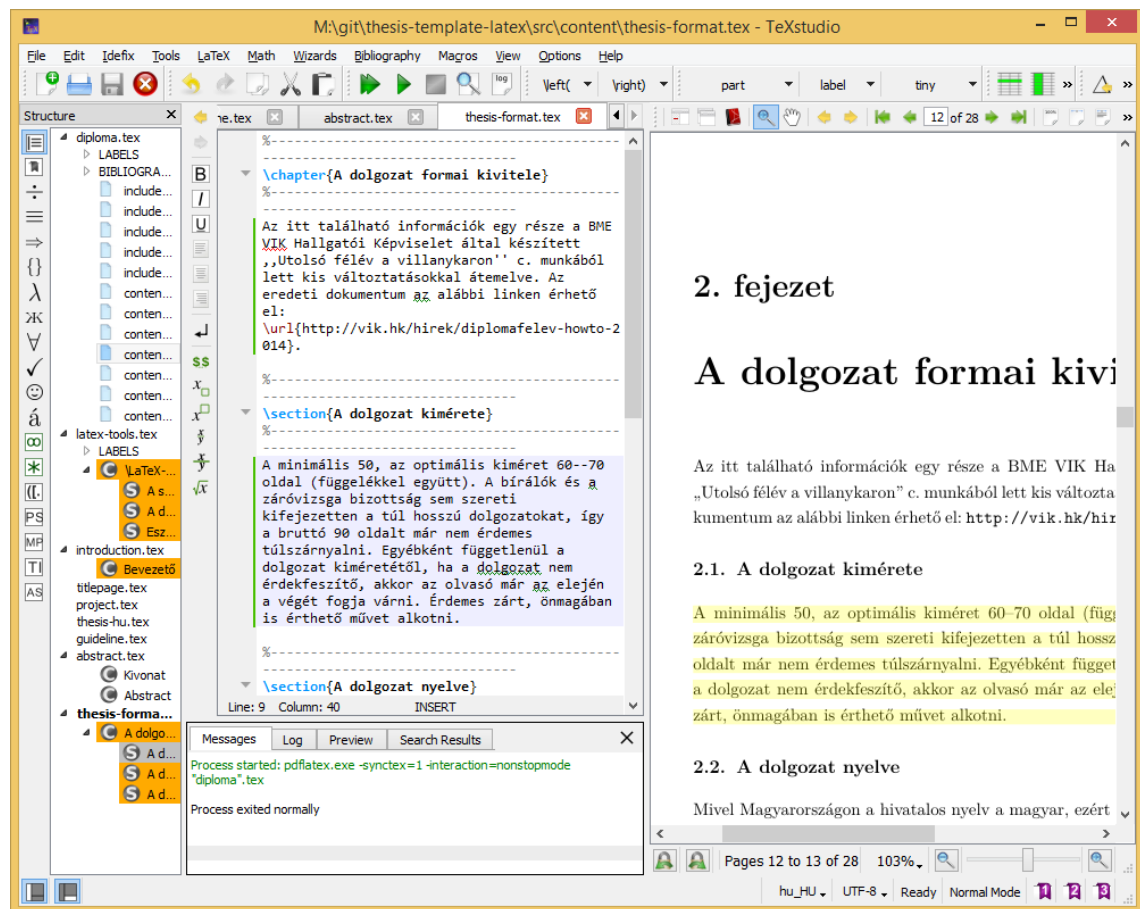 M:\git\thesis-template-latex\src\content\thesis-format.tex - TeXstudio
File Edit Idefix Tools LaTeX Math Wizards Bibliography Macros View Options Help
log \left( \right) part label tiny »
»
Structure
diploma.tex
LABELS
BIBLIOGRA...
include...
include...
include...
include...
include...
conten...
conten...
conten...
conten...
conten...
conten...
conten...
latex-tools.tex
LABELS
\LaTeX-...
A s...
A d...
Esz...
introduction.tex
Bevezető
titlepage.tex
project.tex
thesis-hu.tex
guideline.tex
abstract.tex
Kivonat
Abstract
thesis-forma...
A dolgo...
A d...
A d...
A d...
÷
⇒
{}
λ
Ж
∀
á
∞
*
([.
PS
MP
TI
AS
B
I
U
$$
ne.tex abstract.tex thesis-format.tex
%--------------------------------------------
--------------------------------
\chapter{A dolgozat formai kivitele}
%--------------------------------------------
--------------------------------
Az itt található információk egy része a BME
VIK Hallgatói Képviselet által készített
,,Utolsó félév a villanykaron'' c. munkából
lett kis változtatásokkal átemelve. Az
eredeti dokumentum az alábbi linken érhető
el:
\url{http://vik.hk/hirek/diplomafelev-howto-2
014}.
%--------------------------------------------
--------------------------------
\section{A dolgozat kimérete}
%--------------------------------------------
--------------------------------
A minimális 50, az optimális kiméret 60--70
oldal (függelékkel együtt). A bírálók és a
záróvizsga bizottság sem szereti
kifejezetten a túl hosszú dolgozatokat, így
a bruttó 90 oldalt már nem érdemes
túlszárnyalni. Egyébként függetlenül a
dolgozat kiméretétől, ha a dolgozat nem
érdekfeszítő, akkor az olvasó már az elején
a végét fogja várni. Érdemes zárt, önmagában
is érthető művet alkotni.
%--------------------------------------------
--------------------------------
\section{A dolgozat nyelve}
Line: 9 Column: 40 INSERT
Messages Log Preview Search Results
Process started: pdflatex.exe -synctex=1 -interaction=nonstopmode
"diploma".tex
Process exited normally
12 of 28 »
2. fejezet
A dolgozat formai kivi
Az itt található információk egy része a BME VIK Ha
„Utolsó félév a villanykaron” c. munkából lett kis változta
kumentum az alábbi linken érhető el: http://vik.hk/hir
2.1. A dolgozat kimérete
A minimális 50, az optimális kiméret 60–70 oldal (füg
záróvizsga bizottság sem szereti kifejezetten a túl hossz
oldalt már nem érdemes túlszárnyalni. Egyébként függet
a dolgozat nem érdekfeszítő, akkor az olvasó már az ele
zárt, önmagában is érthető művet alkotni.
2.2. A dolgozat nyelve
Mivel Magyarországon a hivatalos nyelv a magyar, ezért
Pages 12 to 13 of 28 103%
hu_HU UTF-8 Ready Normal Mode 1 2 3